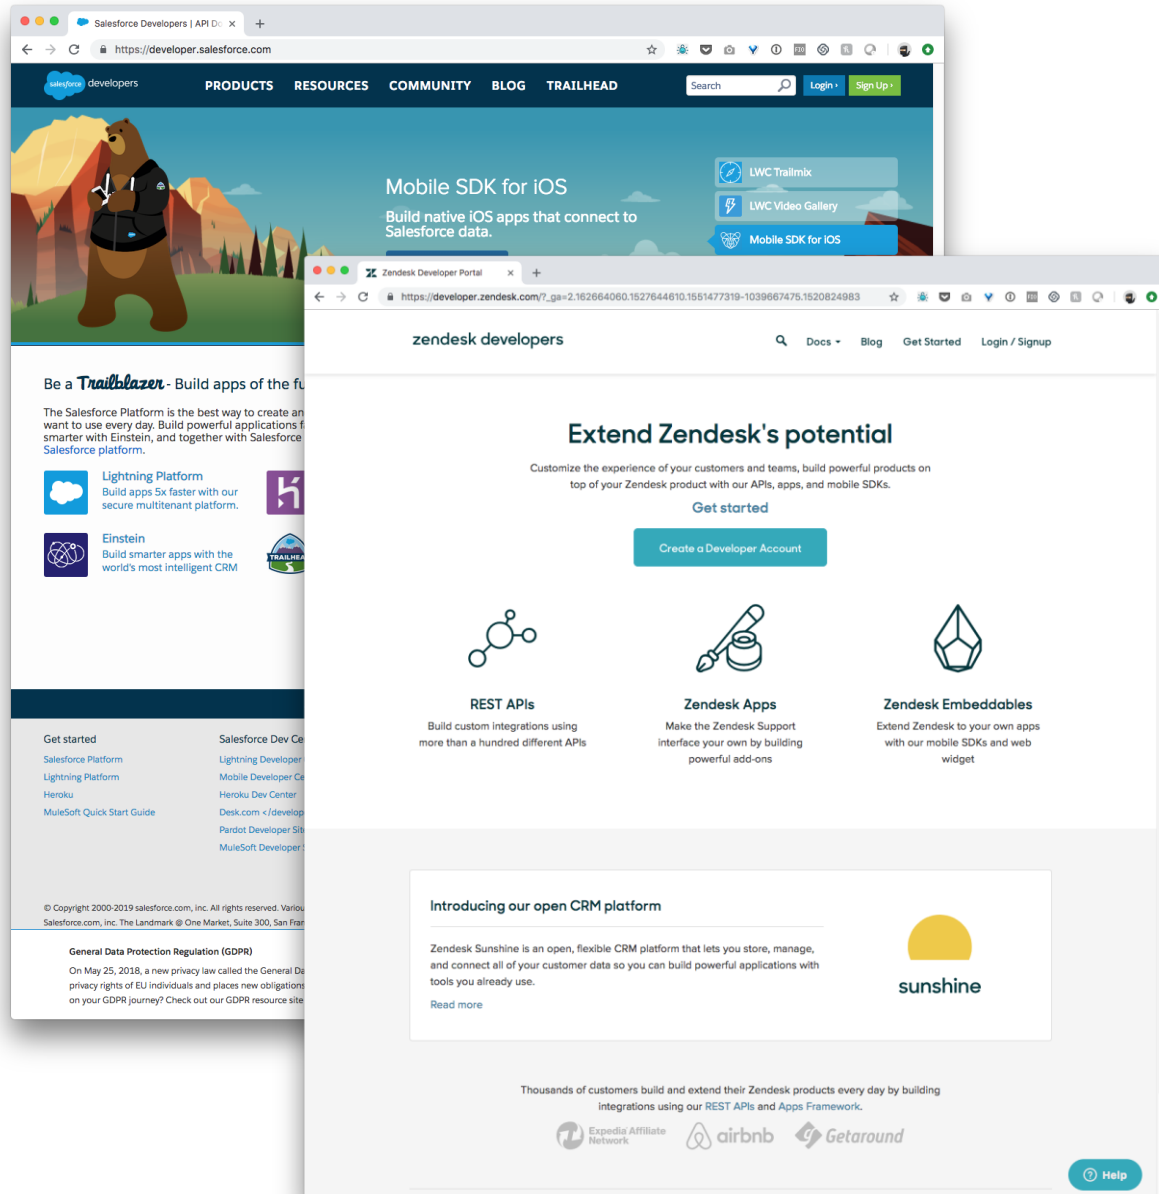 Salesforce Developers | API Do
https://developer.salesforce.com
salesforce developers
PRODUCTS RESOURCES COMMUNITY BLOG TRAILHEAD
Search
Login ›
Sign Up ›
Mobile SDK for iOS
Build native iOS apps that connect to
Salesforce data.
LWC Trailmix
LWC Video Gallery
Mobile SDK for iOS
Be a Trailblazer - Build apps of the fu
The Salesforce Platform is the best way to create an
want to use every day. Build powerful applications f
smarter with Einstein, and together with Salesforce
Salesforce platform.
Lightning Platform
Build apps 5x faster with our
secure multitenant platform.
Einstein
Build smarter apps with the
world's most intelligent CRM
TRAILHEA
Get started
Salesforce Platform
Lightning Platform
Heroku
MuleSoft Quick Start Guide
Salesforce Dev Ce
Lightning Developer
Mobile Developer Ce
Heroku Dev Center
Desk.com </develop
Pardot Developer Sit
MuleSoft Developer
© Copyright 2000-2019 salesforce.com, inc. All rights reserved. Variou
Salesforce.com, inc. The Landmark @ One Market, Suite 300, San Fran
General Data Protection Regulation (GDPR)
On May 25, 2018, a new privacy law called the General Da
privacy rights of EU individuals and places new obligations
on your GDPR journey? Check out our GDPR resource site
Zendesk Developer Portal
https://developer.zendesk.com/?_ga=2.162664060.1527644610.1551477319-1039667475.1520824983
zendesk developers
Docs Blog Get Started Login / Signup
Extend Zendesk's potential
Customize the experience of your customers and teams, build powerful products on
top of your Zendesk product with our APIs, apps, and mobile SDKs.
Get started
Create a Developer Account
REST APIs
Build custom integrations using
more than a hundred different APIs
Zendesk Apps
Make the Zendesk Support
interface your own by building
powerful add-ons
Zendesk Embeddables
Extend Zendesk to your own apps
with our mobile SDKs and web
widget
Introducing our open CRM platform
Zendesk Sunshine is an open, flexible CRM platform that lets you store, manage,
and connect all of your customer data so you can build powerful applications with
tools you already use.
Read more
sunshine
Thousands of customers build and extend their Zendesk products every day by building
integrations using our REST APIs and Apps Framework.
Expedia Affiliate
Network
airbnb
Getaround
Help